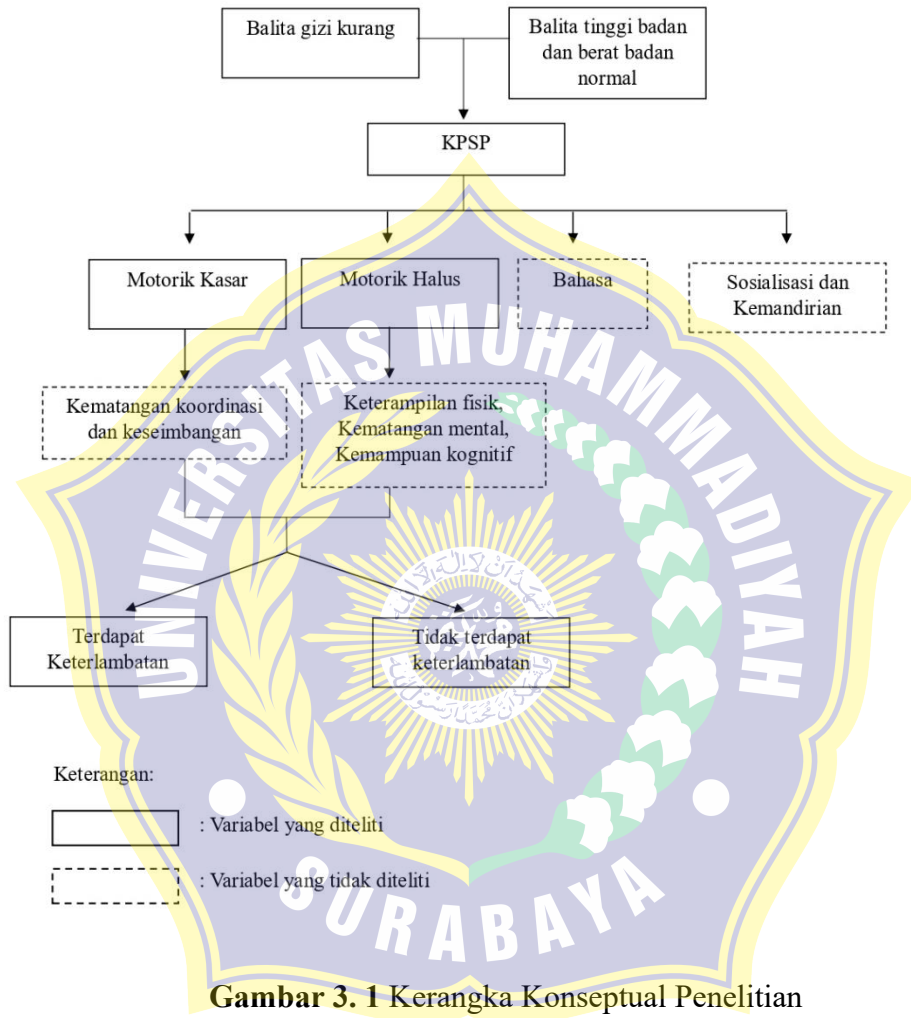 Balita gizi kurang
Balita tinggi badan
dan berat badan
normal
KPSP
Motorik Kasar
Motorik Halus
Bahasa
Sosialisasi dan
Kemandirian
Kematangan koordinasi
dan keseimbangan
Keterampilan fisik,
Kematangan mental,
Kemampuan kognitif
Terdapat
Keterlambatan
Tidak terdapat
keterlambatan
Keterangan:
: Variabel yang diteliti
: Variabel yang tidak diteliti
UNIVERSITAS MUHAMMADIYAH
SURABAYA
Gambar 3. 1 Kerangka Konseptual Penelitian